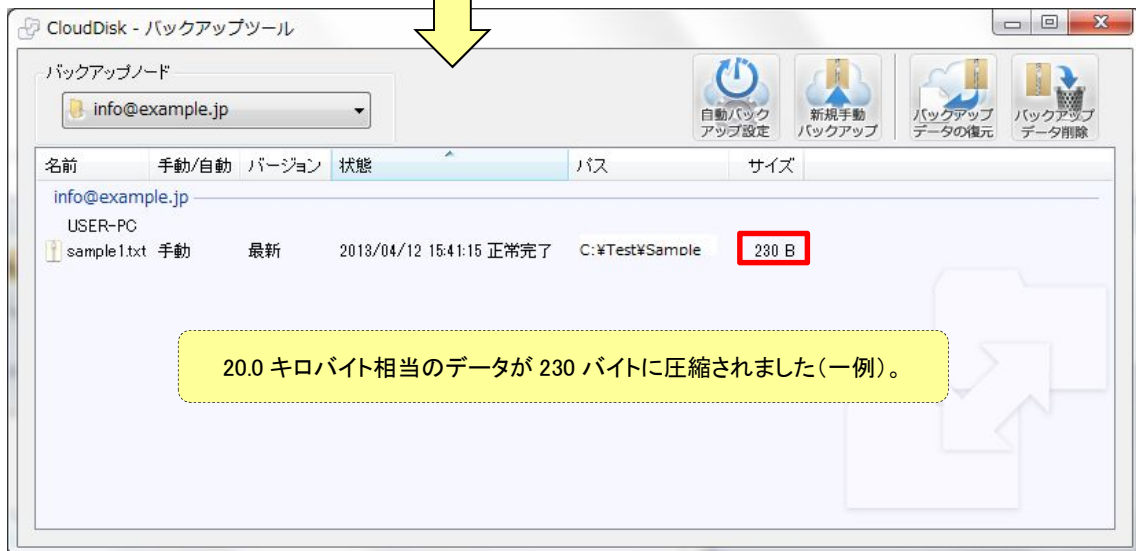 CloudDisk - バックアップツール
バックアップノード
info@example.jp
自動バック
アップ設定
新規手動
バックアップ
バックアップ
データの復元
バックアップ
データ削除
名前 手動/自動 バージョン 状態 パス サイズ
info@example.jp
USER-PC
sample1.txt 手動 最新 2013/04/12 15:41:15 正常完了 C:¥Test¥Sample 230 B
20.0 キロバイト相当のデータが 230 バイトに圧縮されました(一例)。